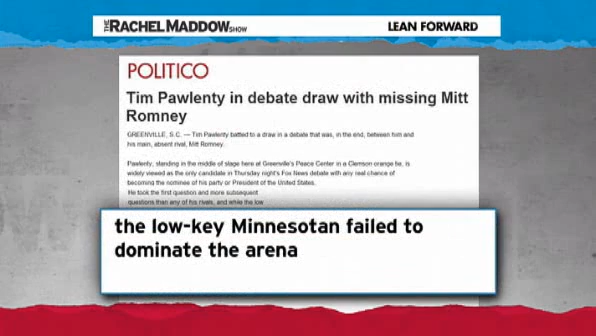 THE RACHEL MADDOW SHOW
LEAN FORWARD
POLITICO
Tim Pawlenty in debate draw with missing Mitt
Romney
GREENVILLE, S.C. — Tim Pawlenty battled to a draw in a debate that was, in the end, between him and
his main, absent rival, Mitt Romney.
Pawlenty, standing in the middle of stage here at Greenville's Peace Center in a Clemson orange tie, is
widely viewed as the only candidate in Thursday night's Fox News debate with any real chance of
becoming the nominee of his party or President of the United States.
He took the first question and more subsequent
questions than any of his rivals, and while the low
the low-key Minnesotan failed to
dominate the arena